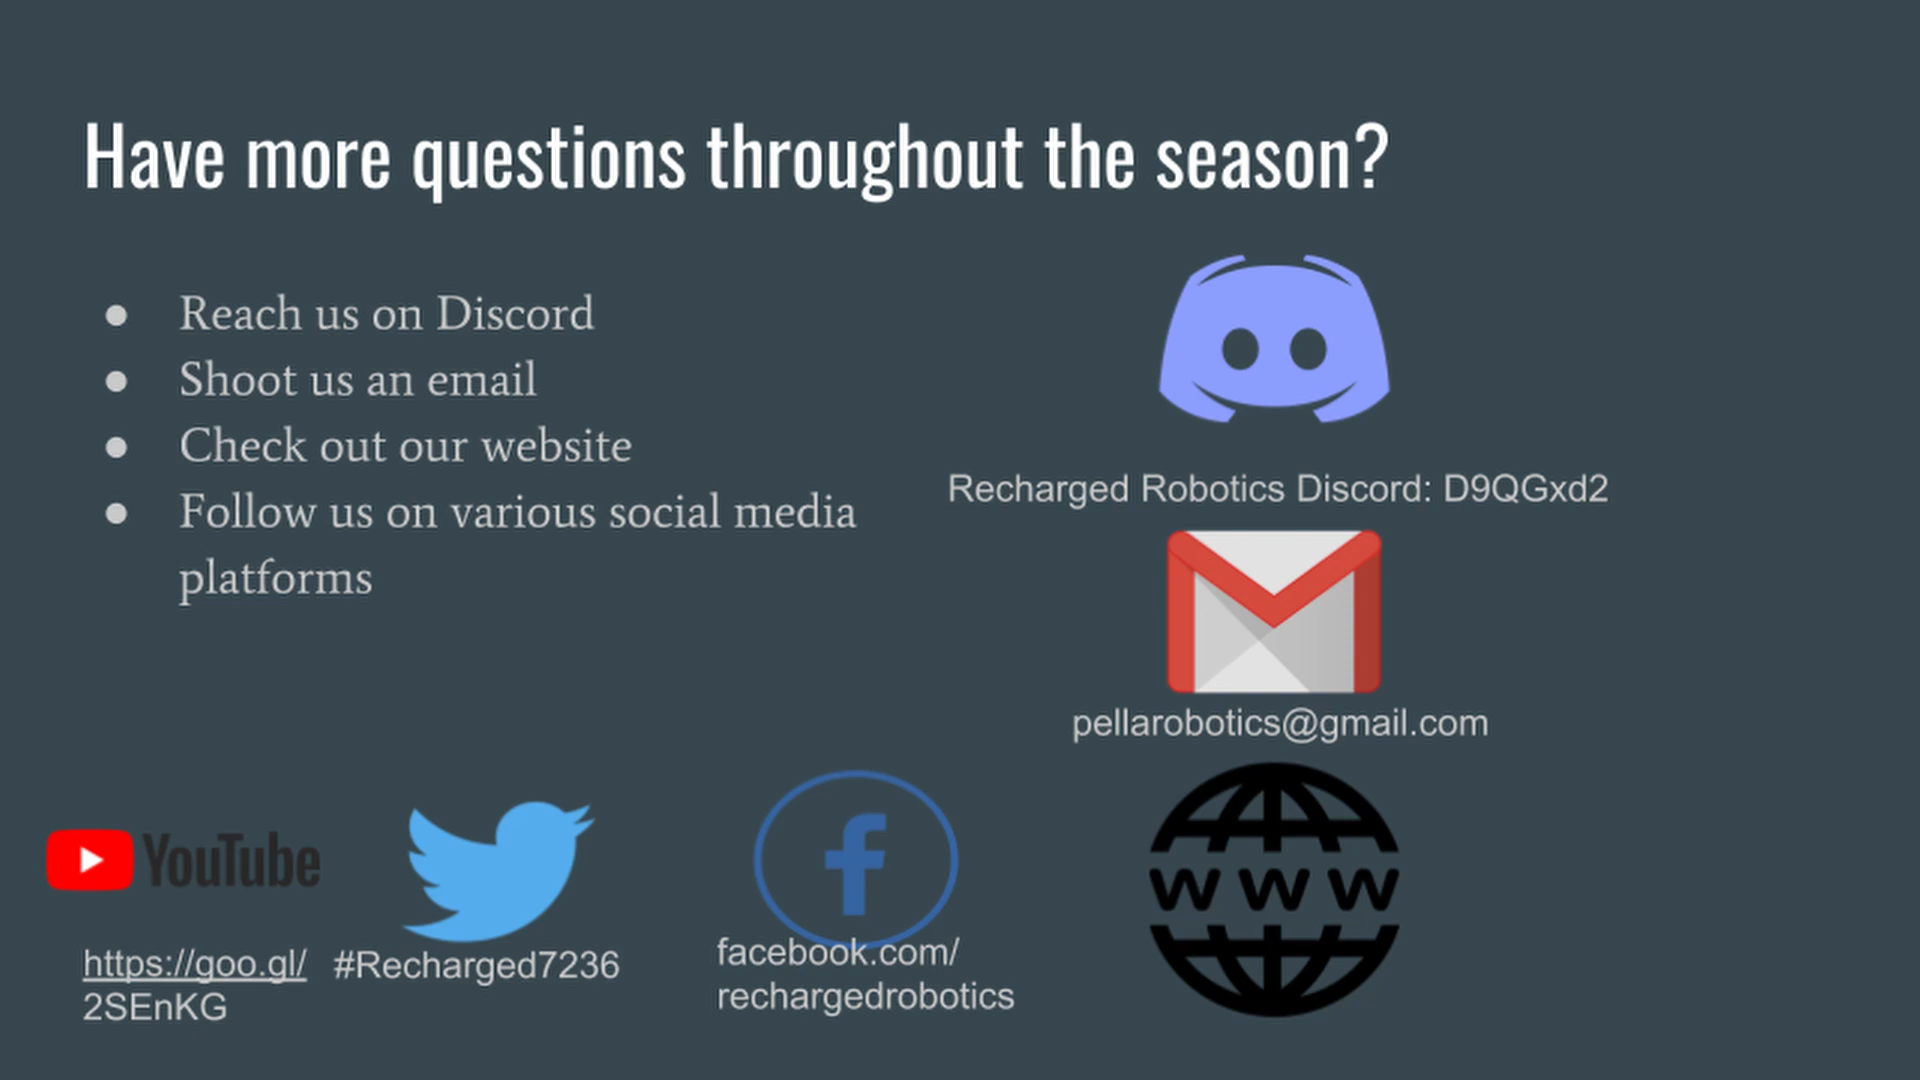 Have more questions throughout the season?
● Reach us on Discord
● Shoot us an email
● Check out our website
● Follow us on various social media
platforms
Recharged Robotics Discord: D9QGxd2
pellarobotics@gmail.com
YouTube
https://goo.gl/
2SEnKG
#Recharged7236
facebook.com/
rechargedrobotics
www